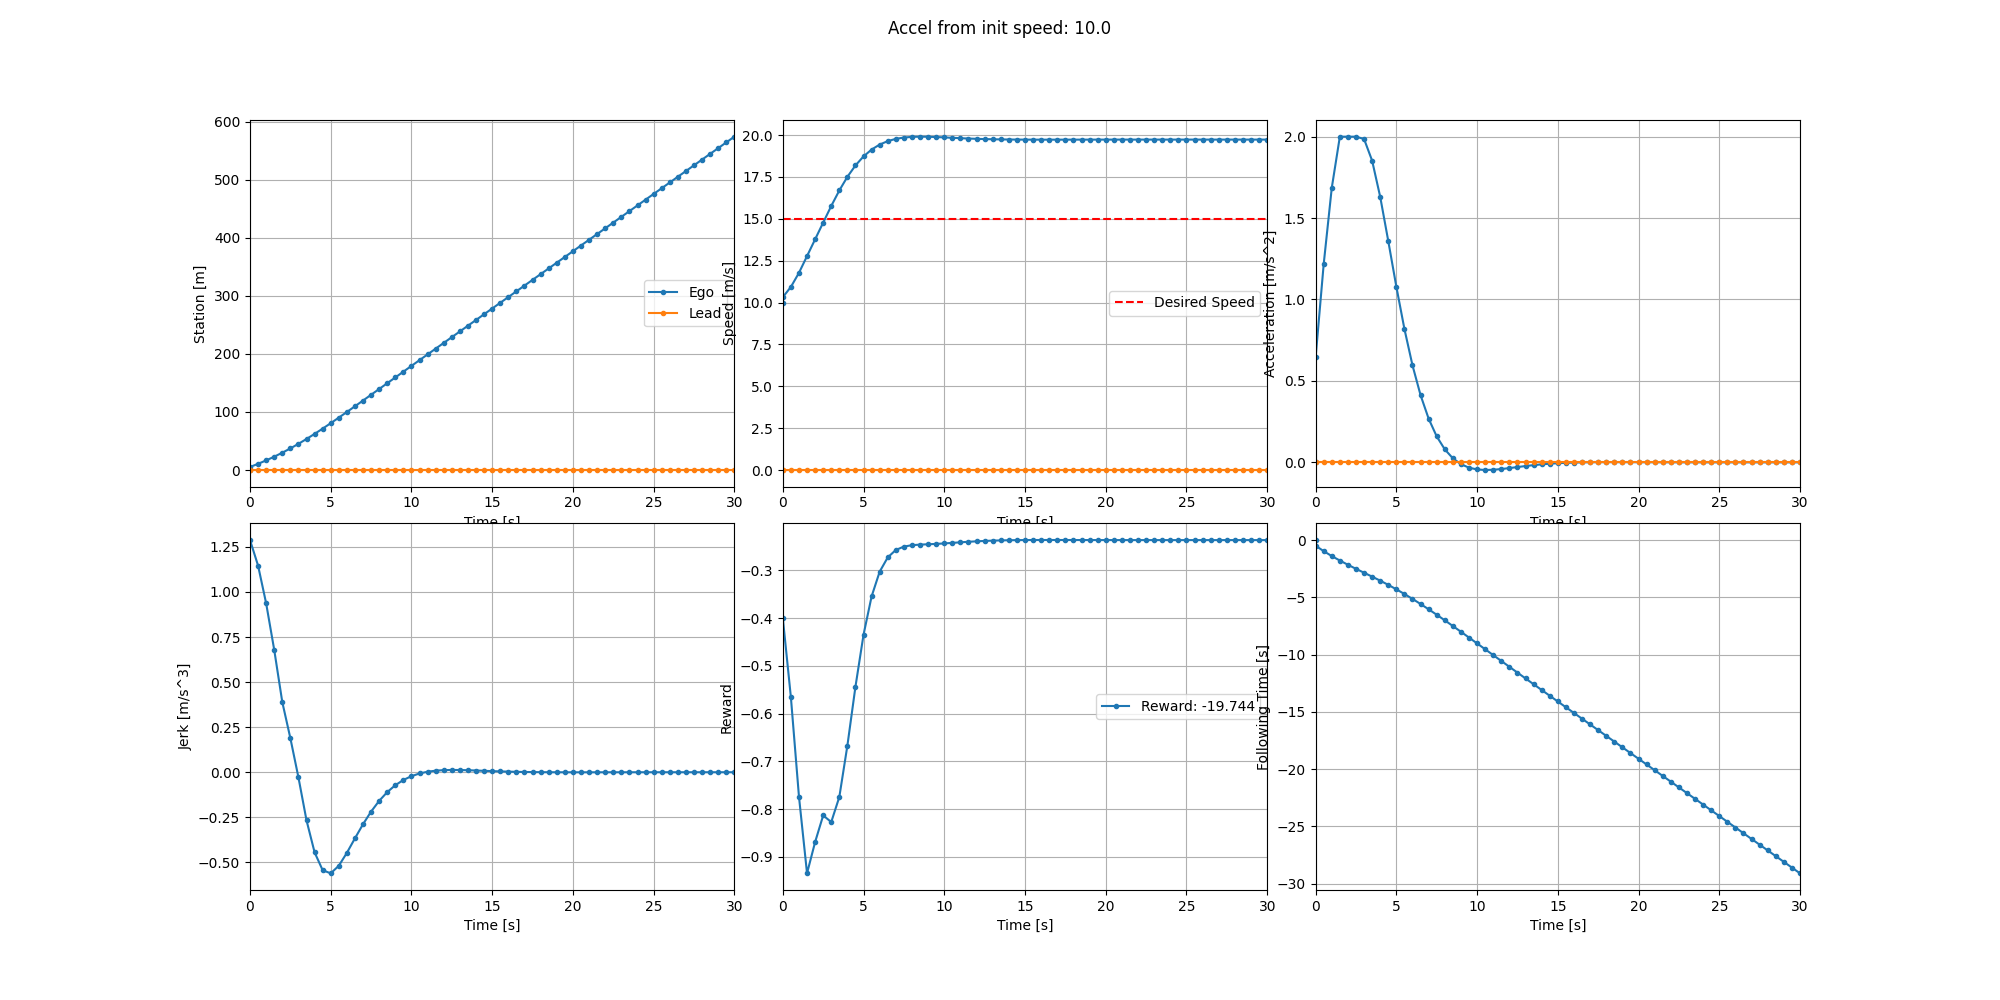 Accel from init speed: 10.0
600
500
400
300
200
100
0
Station [m]
Ego
Lead
0 5 10 15 20 25 30
Time [s]
20.0
17.5
15.0
12.5
10.0
7.5
5.0
2.5
0.0
Speed [m/s]
Desired Speed
0 5 10 15 20 25 30
Time [s]
2.0
1.5
1.0
0.5
0.0
Acceleration [m/s^2]
0 5 10 15 20 25 30
Time [s]
1.25
1.00
0.75
0.50
0.25
0.00
−0.25
−0.50
Jerk [m/s^3]
0 5 10 15 20 25 30
Time [s]
−0.3
−0.4
−0.5
−0.6
−0.7
−0.8
−0.9
Reward
Reward: -19.744
0 5 10 15 20 25 30
Time [s]
0
−5
−10
−15
−20
−25
−30
Following Time [s]
0 5 10 15 20 25 30
Time [s]